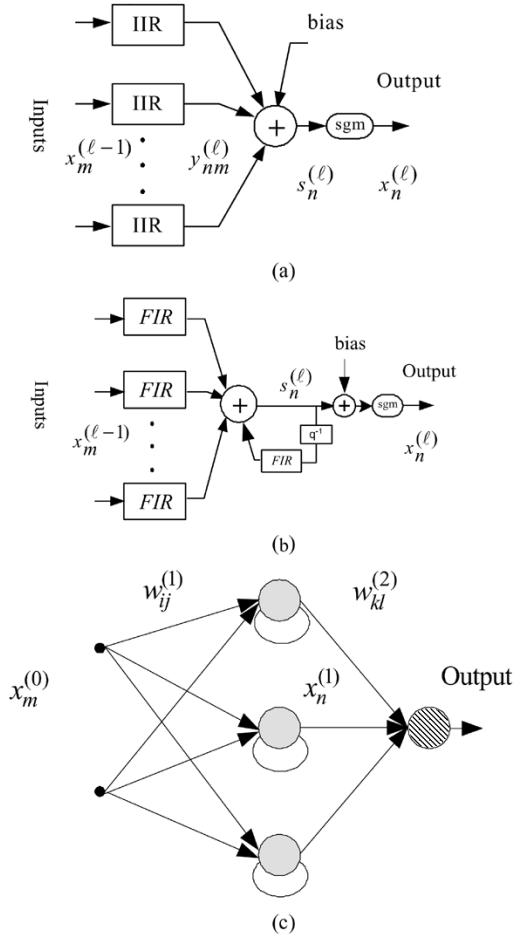 IIR
bias
Output
IIR
Inputs
+
sgm
x_m^{(ℓ−1)}
y_{nm}^{(ℓ)}
s_n^{(ℓ)}
x_n^{(ℓ)}
IIR
(a)
FIR
bias
Output
FIR
Inputs
s_n^{(ℓ)}
+
+
sgm
x_m^{(ℓ−1)}
q⁻¹
x_n^{(ℓ)}
FIR
FIR
(b)
w_{ij}^{(1)}
w_{kl}^{(2)}
x_m^{(0)}
x_n^{(1)}
Output
(c)